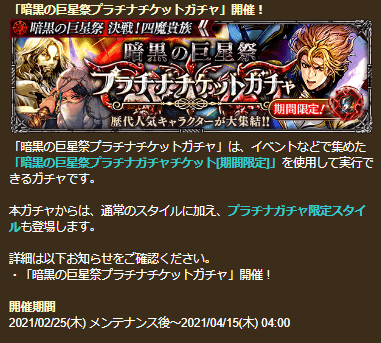 「暗黒の巨星祭プラチナチケットガチャ」開催！
暗黒の巨星祭 決戦！四魔貴族
暗黒の巨星祭
プラチナチケットガチャ
期間限定！
歴代人気キャラクターが大集結!!
「暗黒の巨星祭プラチナチケットガチャ」は、イベントなどで集めた
「暗黒の巨星祭プラチナガチャチケット[期間限定]」を使用して実行で
きるガチャです。
本ガチャからは、通常のスタイルに加え、プラチナガチャ限定スタイ
ルも登場します。
詳細は以下お知らせをご確認ください。
・「暗黒の巨星祭プラチナチケットガチャ」開催！
開催期間
2021/02/25(木) メンテナンス後～2021/04/15(木) 04:00